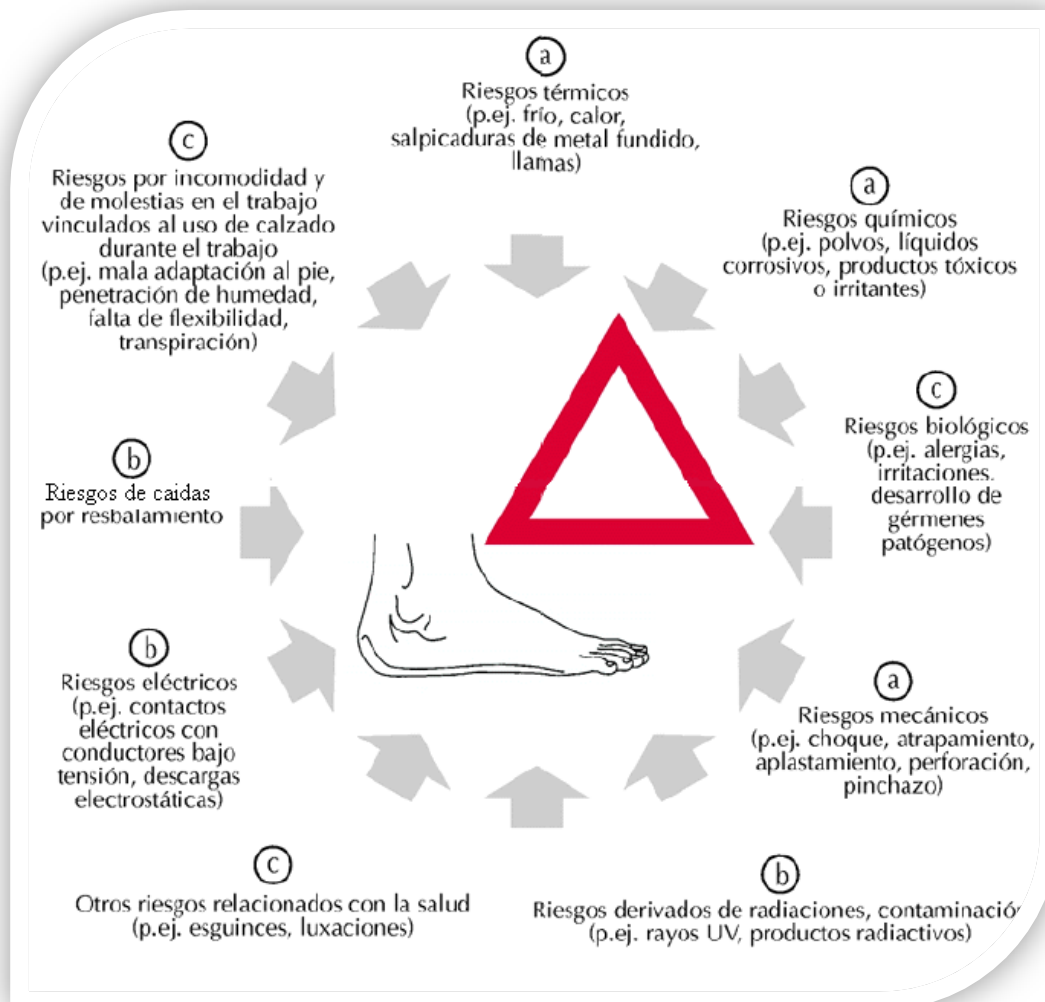 a
Riesgos térmicos
(p.ej. frío, calor,
salpicaduras de metal fundido,
llamas)
a
Riesgos químicos
(p.ej. polvos, líquidos
corrosivos, productos tóxicos
o irritantes)
c
Riesgos biológicos
(p.ej. alergias,
irritaciones.
desarrollo de
gérmenes
patógenos)
a
Riesgos mecánicos
(p.ej. choque, atrapamiento,
aplastamiento, perforación,
pinchazo)
b
Riesgos derivados de radiaciones, contaminación
(p.ej. rayos UV, productos radiactivos)
c
Otros riesgos relacionados con la salud
(p.ej. esguinces, luxaciones)
b
Riesgos eléctricos
(p.ej. contactos
eléctricos con
conductores bajo
tensión, descargas
electrostáticas)
b
Riesgos de caidas
por resbalamiento
c
Riesgos por incomodidad y
de molestias en el trabajo
vinculados al uso de calzado
durante el trabajo
(p.ej. mala adaptación al pie,
penetración de humedad,
falta de flexibilidad,
transpiración)